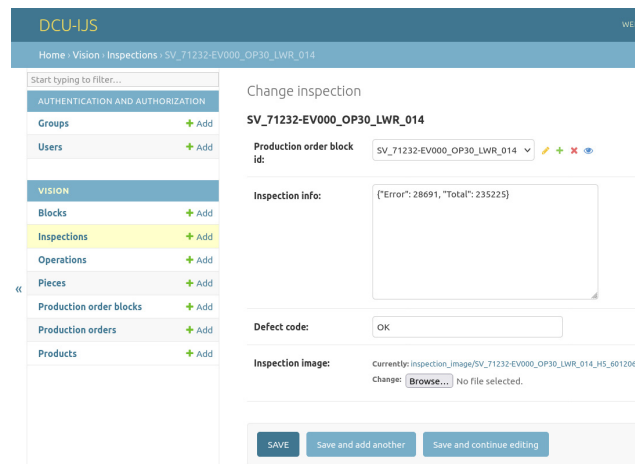 DCU-IJS
WE
Home › Vision › Inspections › SV_71232-EV000_OP30_LWR_014
Start typing to filter…
AUTHENTICATION AND AUTHORIZATION
Groups + Add
Users + Add
VISION
Blocks + Add
Inspections + Add
Operations + Add
Pieces + Add
Production order blocks + Add
Production orders + Add
Products + Add
«
Change inspection
SV_71232-EV000_OP30_LWR_014
Production order block id: SV_71232-EV000_OP30_LWR_014
Inspection info: {"Error": 28691, "Total": 235225}
Defect code: OK
Inspection image: Currently: inspection_image/SV_71232-EV000_OP30_LWR_014_HS_601206
Change: Browse... No file selected.
SAVE Save and add another Save and continue editing